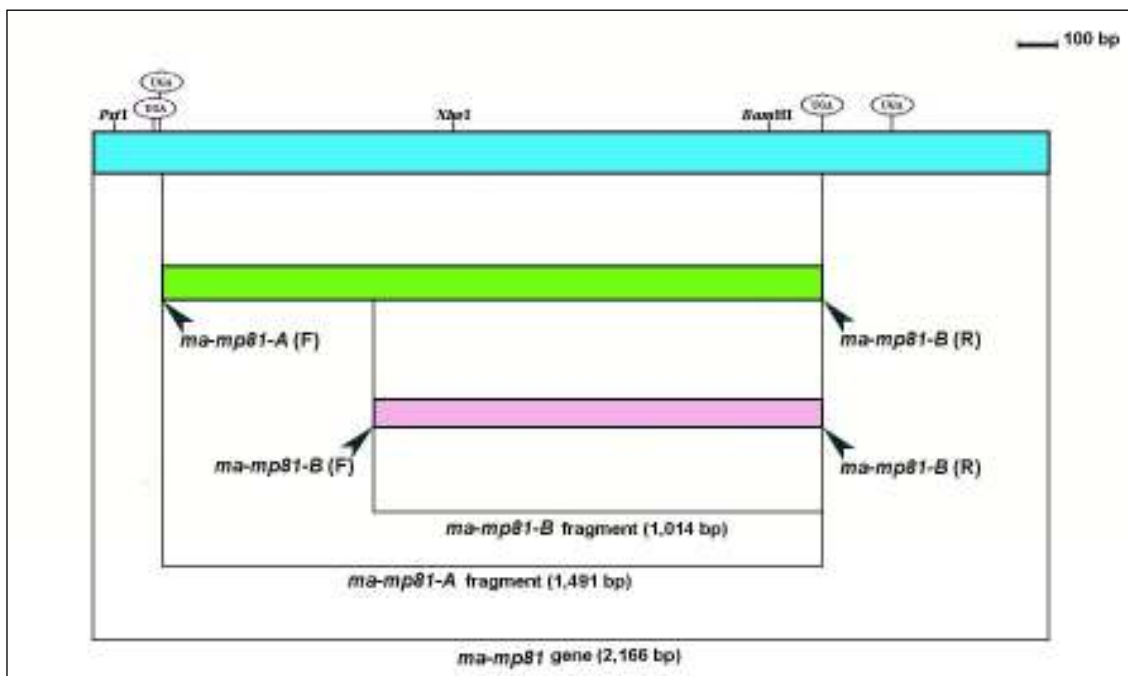 100 bp
UGA
UGA
UGA
UGA
PstI
XhoI
BamHI
ma-mp81-A (F)
ma-mp81-B (R)
ma-mp81-B (F)
ma-mp81-B (R)
ma-mp81-B fragment (1,014 bp)
ma-mp81-A fragment (1,491 bp)
ma-mp81 gene (2,166 bp)